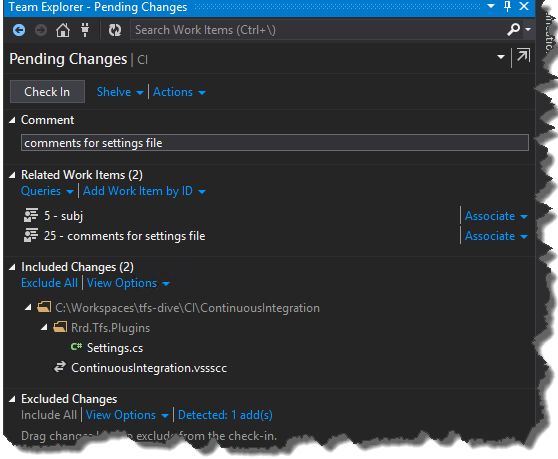 Team Explorer - Pending Changes
Search Work Items (Ctrl+\)
Pending Changes | CI
Check In Shelve Actions
Comment
comments for settings file
Related Work Items (2)
Queries Add Work Item by ID
5 - subj Associate
25 - comments for settings file Associate
Included Changes (2)
Exclude All View Options
C:\Workspaces\tfs-dive\CI\ContinuousIntegration
Rrd.Tfs.Plugins
C# Settings.cs
ContinuousIntegration.vssscc
Excluded Changes
Include All View Options Detected: 1 add(s)
Drag changes exclude from the check-in.